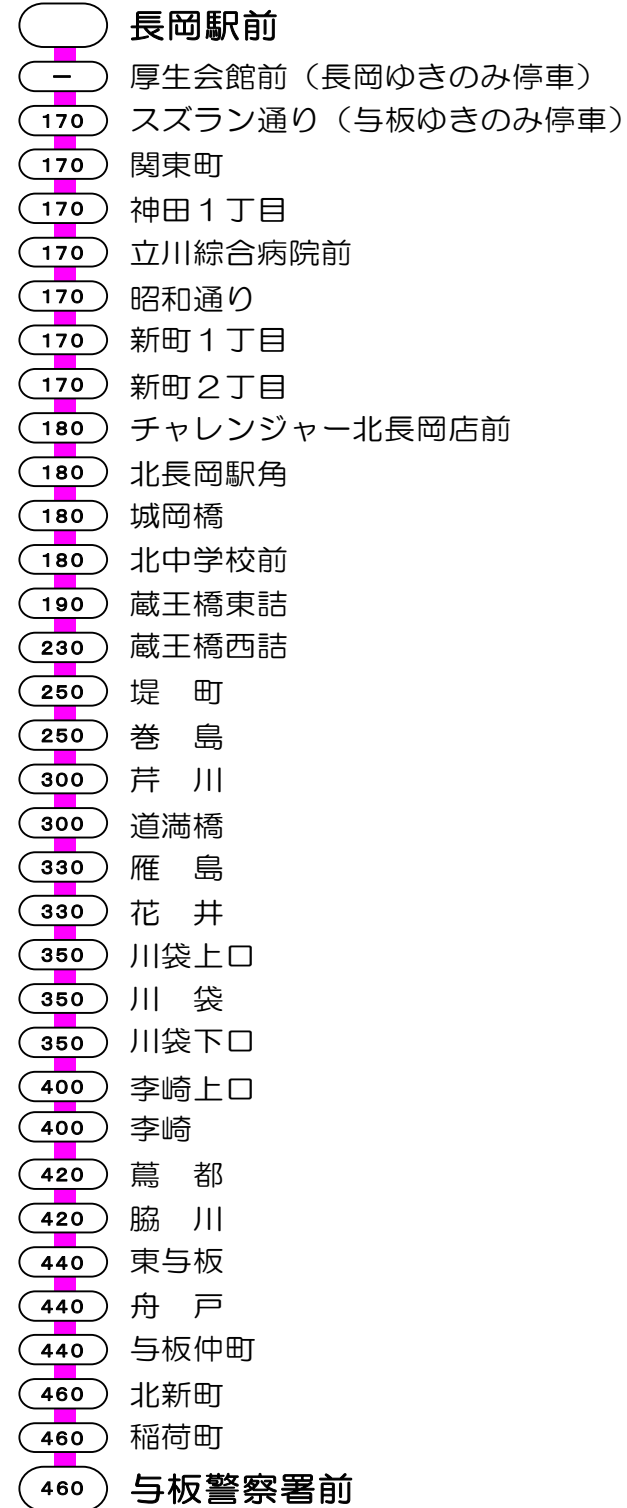 長岡駅前
－ 厚生会館前（長岡ゆきのみ停車）
170 スズラン通り（与板ゆきのみ停車）
170 関東町
170 神田１丁目
170 立川綜合病院前
170 昭和通り
170 新町１丁目
170 新町２丁目
180 チャレンジャー北長岡店前
180 北長岡駅角
180 城岡橋
180 北中学校前
190 蔵王橋東詰
230 蔵王橋西詰
250 堤　町
250 巻　島
300 芹　川
300 道満橋
330 雁　島
330 花　井
350 川袋上口
350 川　袋
350 川袋下口
400 李崎上口
400 李崎
420 蔦　都
420 脇　川
440 東与板
440 舟　戸
440 与板仲町
460 北新町
460 稲荷町
460 与板警察署前